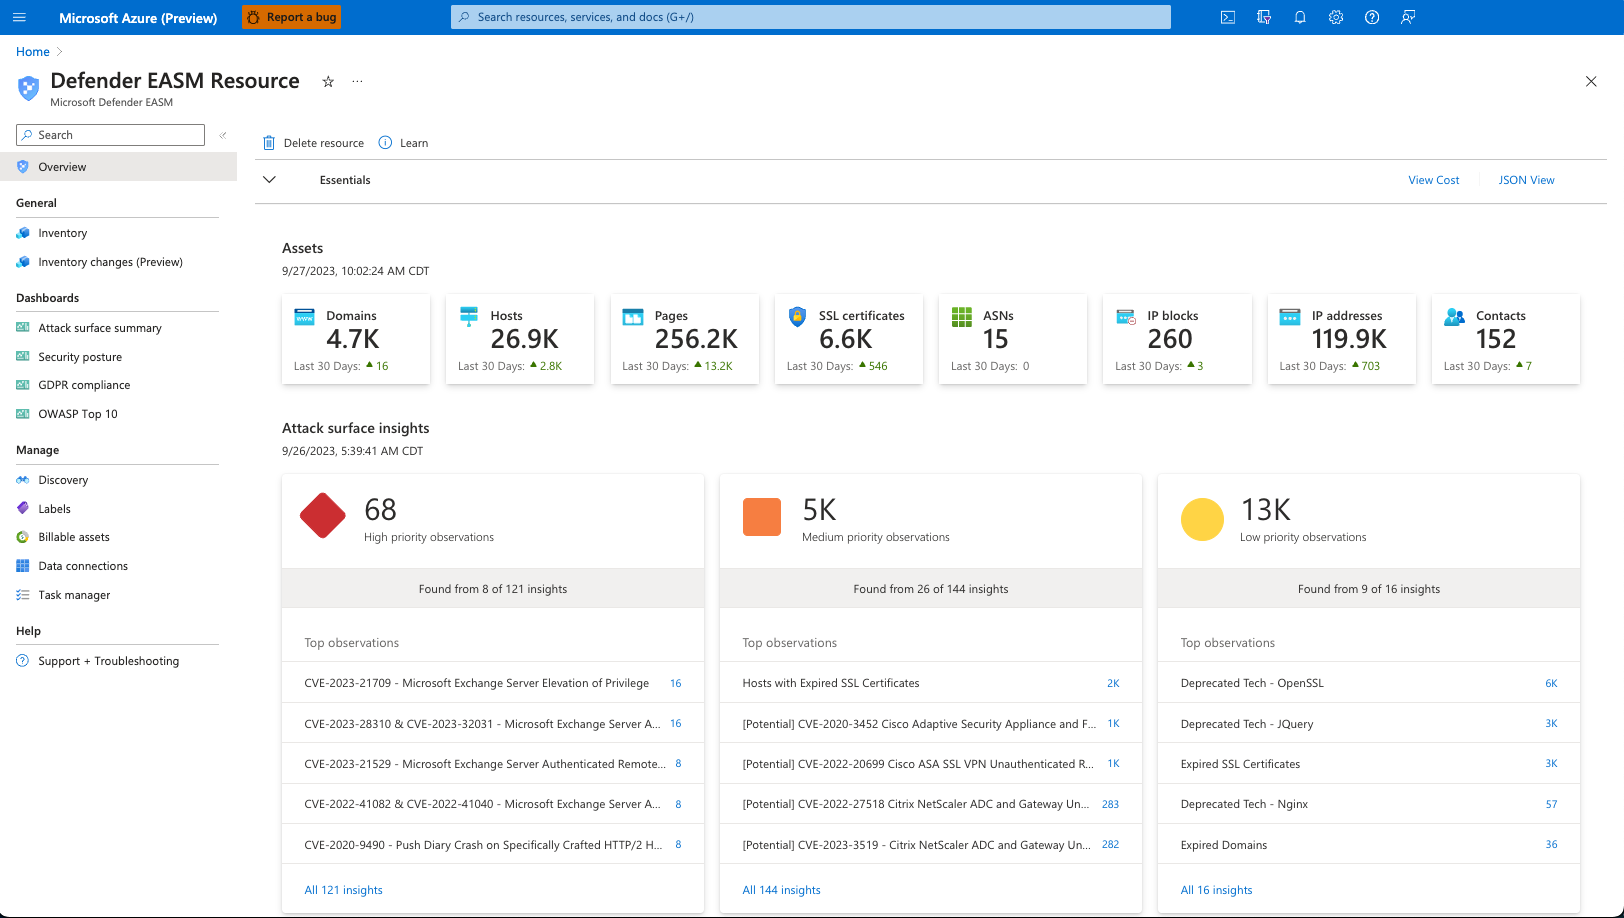 Microsoft Azure (Preview)
Report a bug
Search resources, services, and docs (G+/)
Home
Defender EASM Resource
Microsoft Defender EASM
Search
Overview
General
Inventory
Inventory changes (Preview)
Dashboards
Attack surface summary
Security posture
GDPR compliance
OWASP Top 10
Manage
Discovery
Labels
Billable assets
Data connections
Task manager
Help
Support + Troubleshooting
Delete resource
Learn
Essentials
View Cost
JSON View
Assets
9/27/2023, 10:02:24 AM CDT
Domains
4.7K
Last 30 Days: 16
Hosts
26.9K
Last 30 Days: 2.8K
Pages
256.2K
Last 30 Days: 13.2K
SSL certificates
6.6K
Last 30 Days: 546
ASNs
15
Last 30 Days: 0
IP blocks
260
Last 30 Days: 3
IP addresses
119.9K
Last 30 Days: 703
Contacts
152
Last 30 Days: 7
Attack surface insights
9/26/2023, 5:39:41 AM CDT
68
High priority observations
Found from 8 of 121 insights
Top observations
CVE-2023-21709 - Microsoft Exchange Server Elevation of Privilege 16
CVE-2023-28310 & CVE-2023-32031 - Microsoft Exchange Server A... 16
CVE-2023-21529 - Microsoft Exchange Server Authenticated Remote... 8
CVE-2022-41082 & CVE-2022-41040 - Microsoft Exchange Server A... 8
CVE-2020-9490 - Push Diary Crash on Specifically Crafted HTTP/2 H... 8
All 121 insights
5K
Medium priority observations
Found from 26 of 144 insights
Top observations
Hosts with Expired SSL Certificates 2K
[Potential] CVE-2020-3452 Cisco Adaptive Security Appliance and F... 1K
[Potential] CVE-2022-20699 Cisco ASA SSL VPN Unauthenticated R... 1K
[Potential] CVE-2022-27518 Citrix NetScaler ADC and Gateway Un... 283
[Potential] CVE-2023-3519 - Citrix NetScaler ADC and Gateway Un... 282
All 144 insights
13K
Low priority observations
Found from 9 of 16 insights
Top observations
Deprecated Tech - OpenSSL 6K
Deprecated Tech - JQuery 3K
Expired SSL Certificates 3K
Deprecated Tech - Nginx 57
Expired Domains 36
All 16 insights